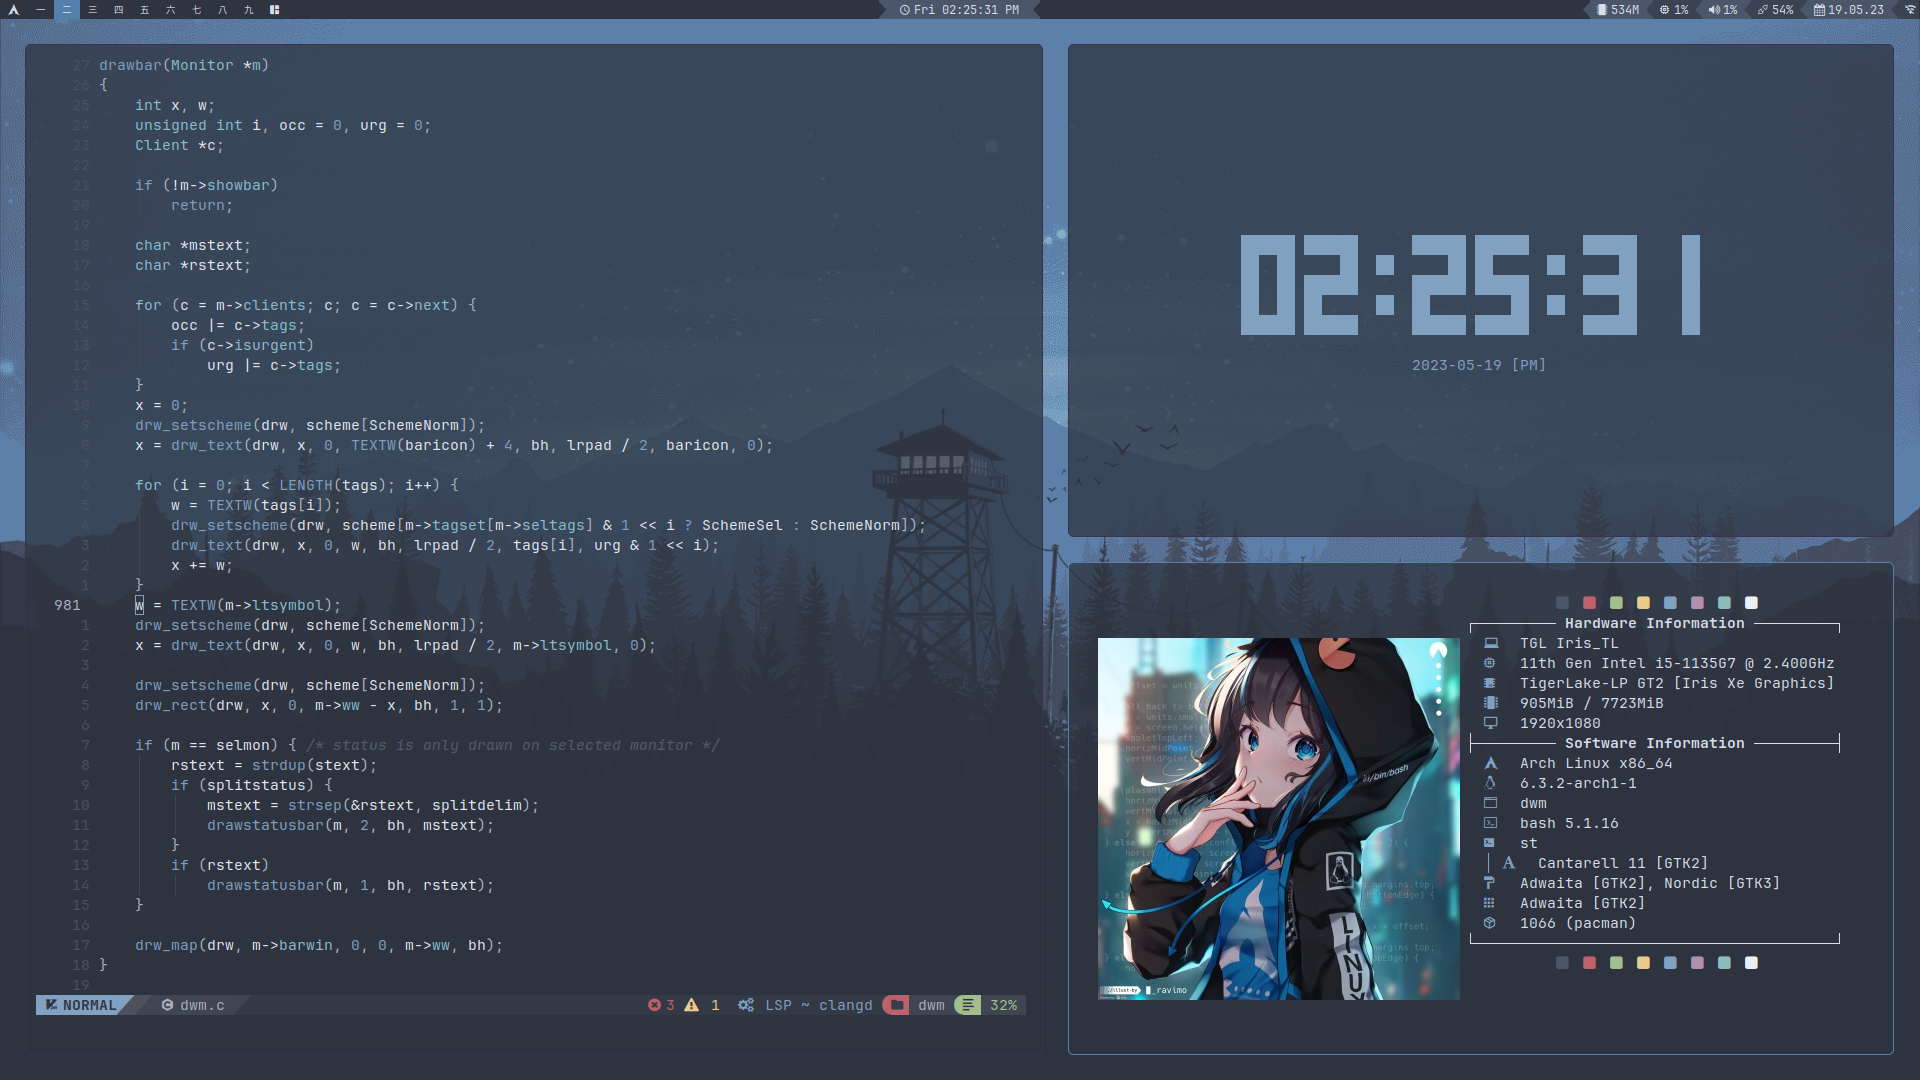 一 二 三 四 五 六 七 八 九
Fri 02:25:31 PM
534M 1% 1% 54% 19.05.23
27 drawbar(Monitor *m)
26 {
25 int x, w;
24 unsigned int i, occ = 0, urg = 0;
23 Client *c;
22
21 if (!m->showbar)
20 return;
19
18 char *mstext;
17 char *rstext;
16
15 for (c = m->clients; c; c = c->next) {
14 occ |= c->tags;
13 if (c->isurgent)
12 urg |= c->tags;
11 }
10 x = 0;
9 drw_setscheme(drw, scheme[SchemeNorm]);
8 x = drw_text(drw, x, 0, TEXTW(baricon) + 4, bh, lrpad / 2, baricon, 0);
7
6 for (i = 0; i < LENGTH(tags); i++) {
5 w = TEXTW(tags[i]);
4 drw_setscheme(drw, scheme[m->tagset[m->seltags] & 1 << i ? SchemeSel : SchemeNorm]);
3 drw_text(drw, x, 0, w, bh, lrpad / 2, tags[i], urg & 1 << i);
2 x += w;
1 }
981 w = TEXTW(m->ltsymbol);
1 drw_setscheme(drw, scheme[SchemeNorm]);
2 x = drw_text(drw, x, 0, w, bh, lrpad / 2, m->ltsymbol, 0);
3
4 drw_setscheme(drw, scheme[SchemeNorm]);
5 drw_rect(drw, x, 0, m->ww - x, bh, 1, 1);
6
7 if (m == selmon) { /* status is only drawn on selected monitor */
8 rstext = strdup(stext);
9 if (splitstatus) {
10 mstext = strsep(&rstext, splitdelim);
11 drawstatusbar(m, 2, bh, mstext);
12 }
13 if (rstext)
14 drawstatusbar(m, 1, bh, rstext);
15 }
16
17 drw_map(drw, m->barwin, 0, 0, m->ww, bh);
18 }
19
NORMAL dwm.c 3 1 LSP ~ clangd dwm 32%
02:25:31
2023-05-19 [PM]
Hardware Information
TGL Iris_TL
11th Gen Intel i5-1135G7 @ 2.400GHz
TigerLake-LP GT2 [Iris Xe Graphics]
905MiB / 7723MiB
1920x1080
Software Information
Arch Linux x86_64
6.3.2-arch1-1
dwm
bash 5.1.16
st
Cantarell 11 [GTK2]
Adwaita [GTK2], Nordic [GTK3]
Adwaita [GTK2]
1066 (pacman)
#!/bin/bash
LINUX
_ravimo